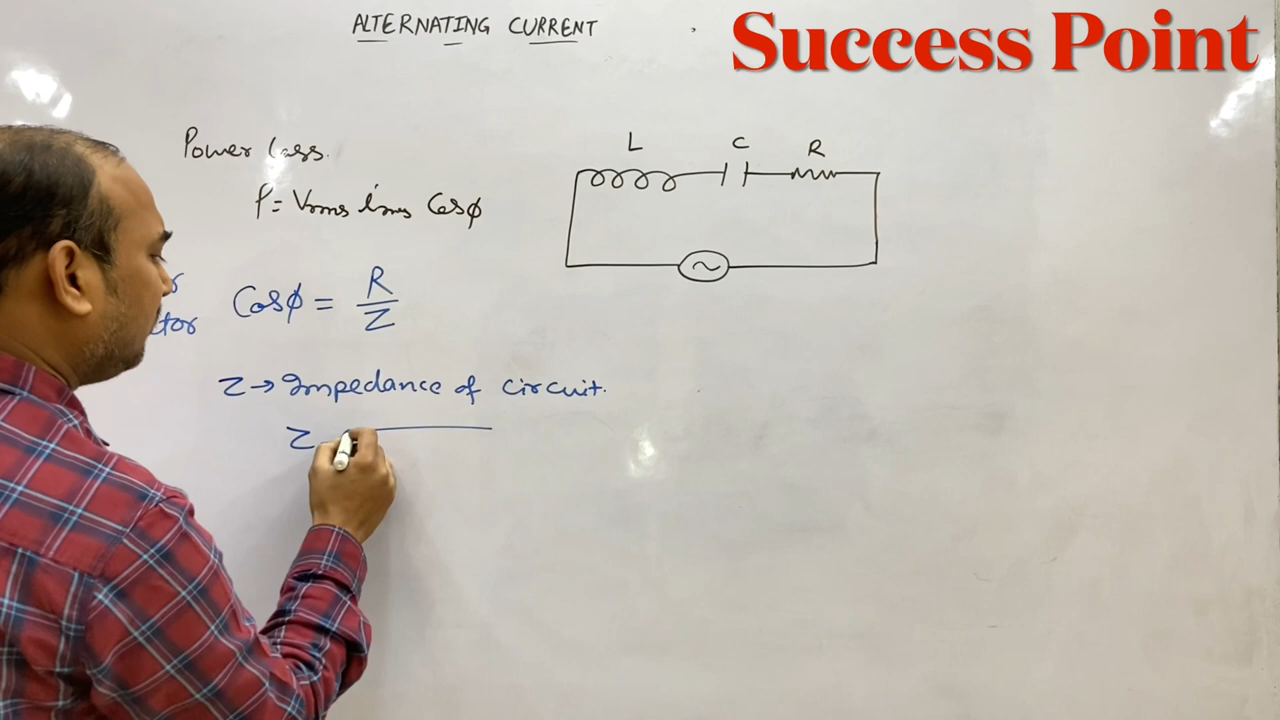 ALTERNATING CURRENT
Success Point
Power Loss.
P = Vrms irms Cosφ
L C R
Cosφ = R/Z
Z → Impedance of circuit.
Z